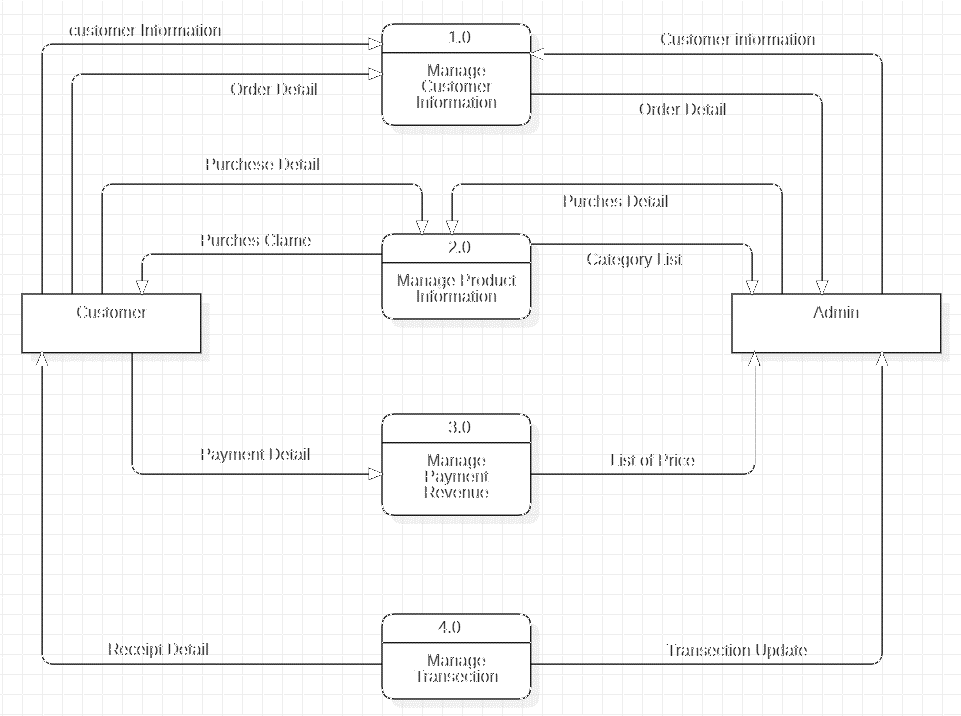 customer Information
1.0
Customer information
Manage
Customer
Information
Order Detail
Order Detail
Purchese Detail
Purches Detail
Purches Clame
2.0
Category List
Manage Product
Information
Customer
Admin
3.0
Payment Detail
Manage
Payment
Revenue
List of Price
4.0
Receipt Detail
Manage
Transection
Transection Update